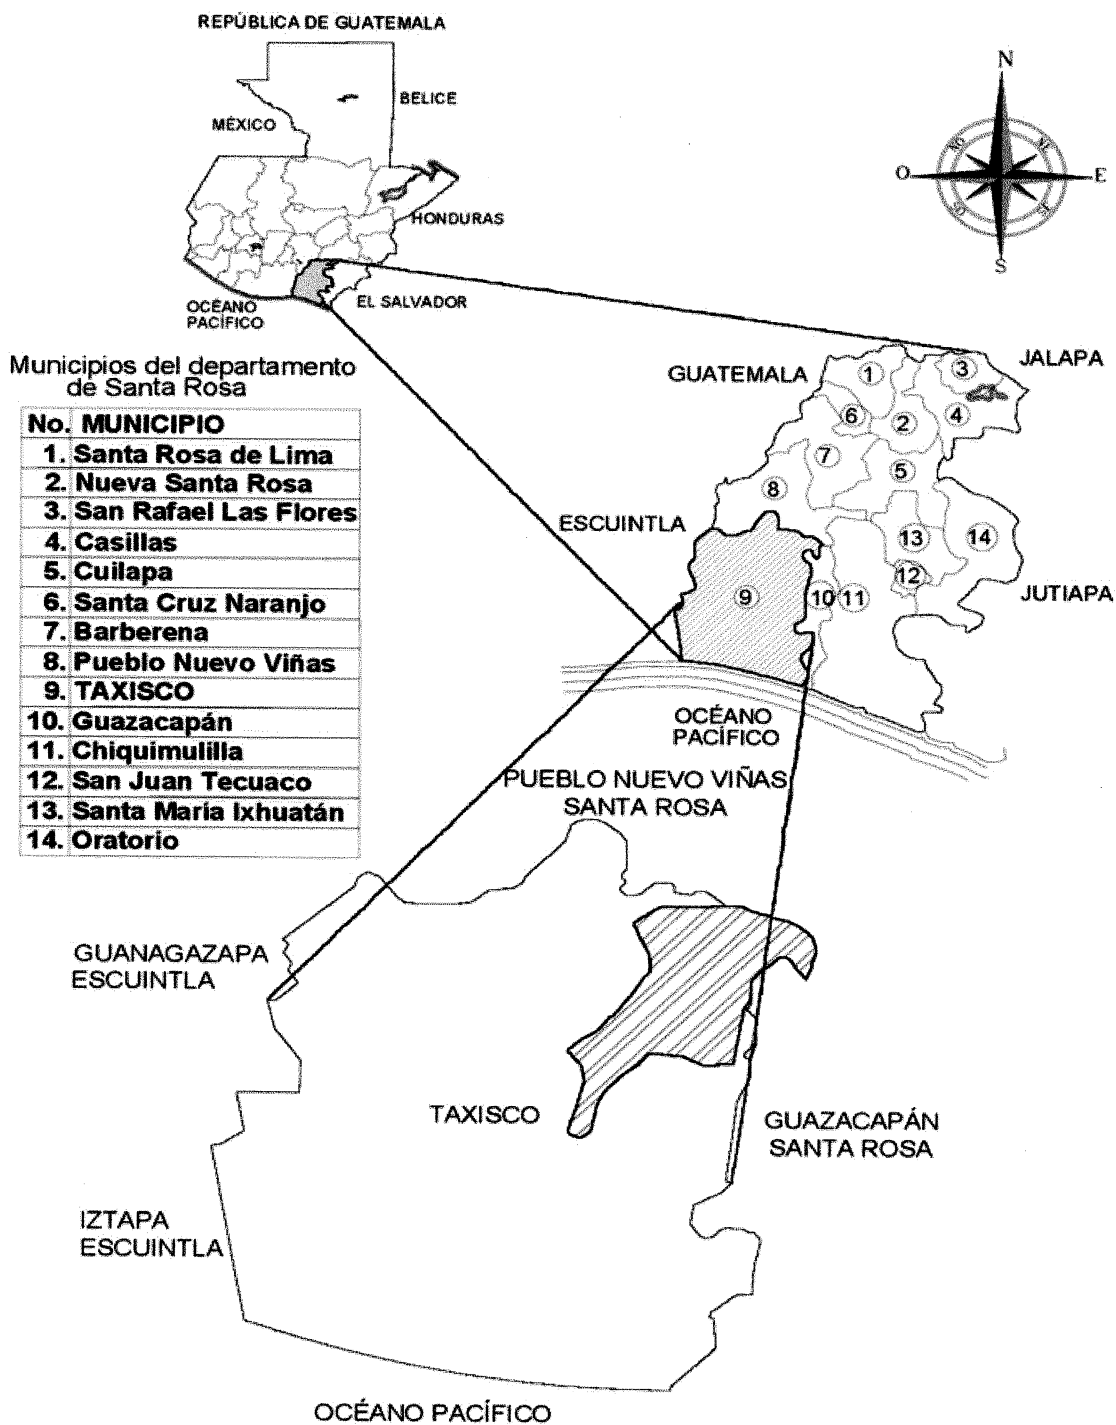 REPÚBLICA DE GUATEMALA
BELICE
MÉXICO
HONDURAS
EL SALVADOR
OCÉANO
PACÍFICO
N
NO
NE
O
E
SO
SE
S
Municipios del departamento
de Santa Rosa
No. MUNICIPIO
1. Santa Rosa de Lima
2. Nueva Santa Rosa
3. San Rafael Las Flores
4. Casillas
5. Cuilapa
6. Santa Cruz Naranjo
7. Barberena
8. Pueblo Nuevo Viñas
9. TAXISCO
10. Guazacapán
11. Chiquimulilla
12. San Juan Tecuaco
13. Santa Maria Ixhuatán
14. Oratorio
GUATEMALA
JALAPA
1
3
6
2
4
7
5
8
ESCUINTLA
13
14
12
9
10
11
JUTIAPA
OCÉANO
PACÍFICO
PUEBLO NUEVO VIÑAS
SANTA ROSA
GUANAGAZAPA
ESCUINTLA
TAXISCO
GUAZACAPÁN
SANTA ROSA
IZTAPA
ESCUINTLA
OCÉANO PACÍFICO